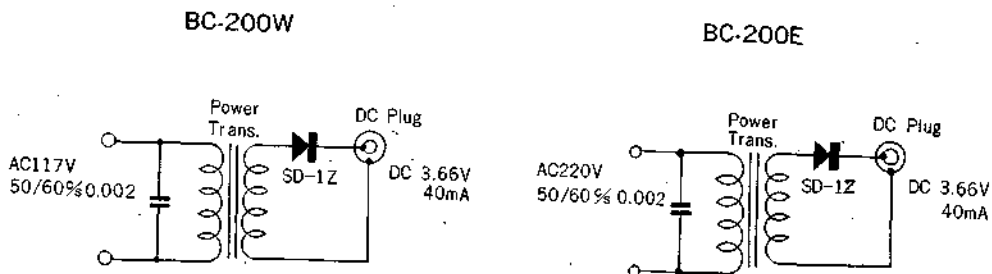 BC-200W
Power
Trans.
DC Plug
AC117V
50/60% 0.002
SD-1Z
DC 3.66V
40mA
BC-200E
Power
Trans.
DC Plug
AC220V
50/60% 0.002
SD-1Z
DC 3.66V
40mA